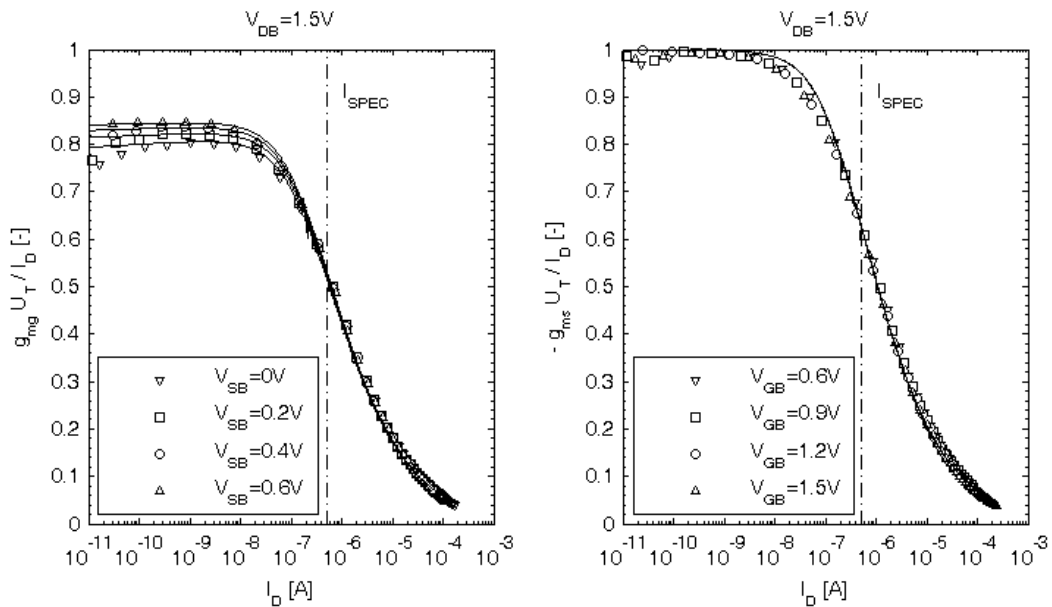 V_DB=1.5V
1
0.9
0.8
0.7
0.6
0.5
0.4
0.3
0.2
0.1
0
g_mg U_T / I_D [-]
I_SPEC
V_SB=0V
V_SB=0.2V
V_SB=0.4V
V_SB=0.6V
10^-11 10^-10 10^-9 10^-8 10^-7 10^-6 10^-5 10^-4 10^-3
I_D [A]
V_DB=1.5V
1
0.9
0.8
0.7
0.6
0.5
0.4
0.3
0.2
0.1
0
- g_ms U_T / I_D [-]
I_SPEC
V_GB=0.6V
V_GB=0.9V
V_GB=1.2V
V_GB=1.5V
10^-11 10^-10 10^-9 10^-8 10^-7 10^-6 10^-5 10^-4 10^-3
I_D [A]